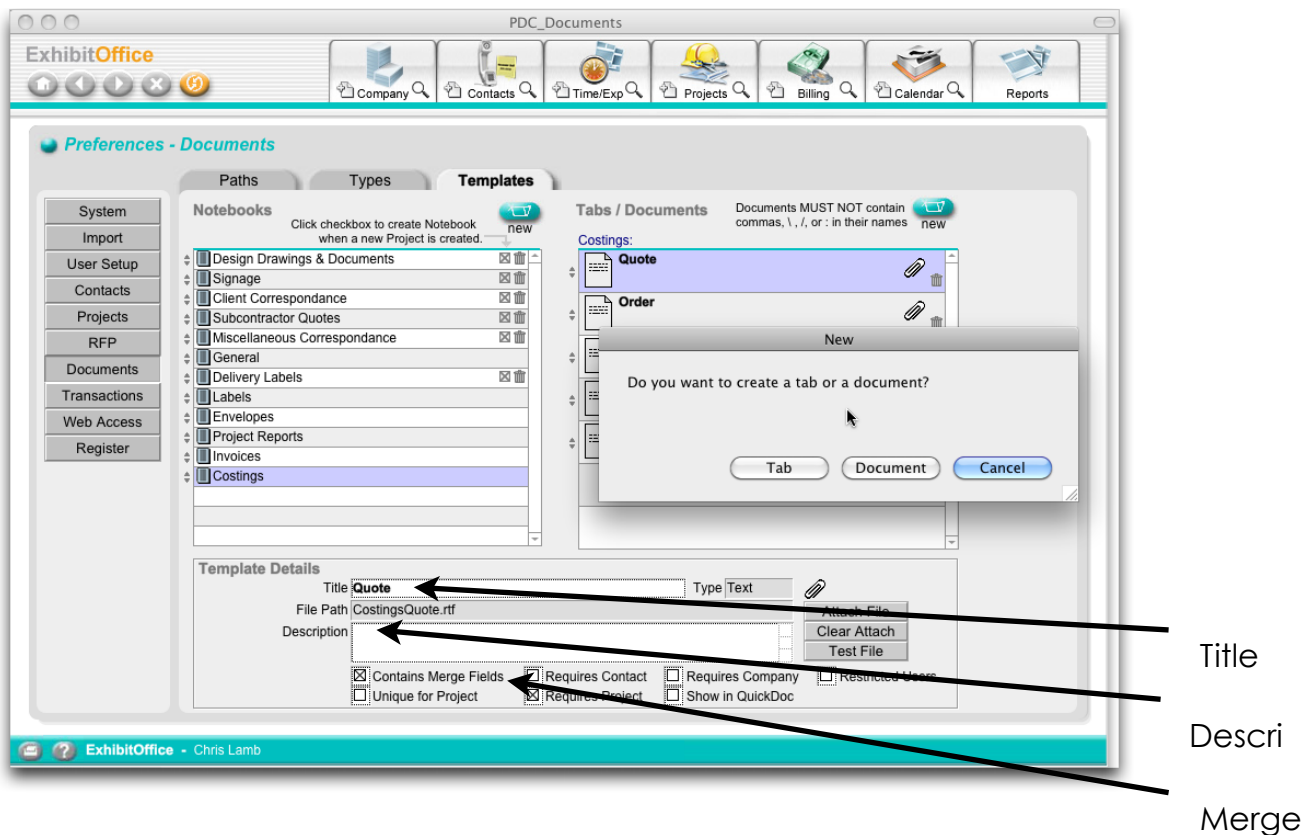 PDC_Documents
ExhibitOffice
Company
Contacts
Time/Exp
Projects
Billing
Calendar
Reports
Preferences - Documents
Paths
Types
Templates
System
Import
User Setup
Contacts
Projects
RFP
Documents
Transactions
Web Access
Register
Notebooks
Click checkbox to create Notebook
when a new Project is created.
new
Design Drawings & Documents
Signage
Client Correspondance
Subcontractor Quotes
Miscellaneous Correspondance
General
Delivery Labels
Labels
Envelopes
Project Reports
Invoices
Costings
Tabs / Documents
Documents MUST NOT contain
commas, \ , /, or : in their names
new
Costings:
Quote
Order
New
Do you want to create a tab or a document?
Tab
Document
Cancel
Template Details
Title Quote
Type Text
File Path CostingsQuote.rtf
Description
Attach File
Clear Attach
Test File
Contains Merge Fields
Requires Contact
Requires Company
Restricted Users
Unique for Project
Requires Project
Show in QuickDoc
ExhibitOffice - Chris Lamb
Title
Descri
Merge